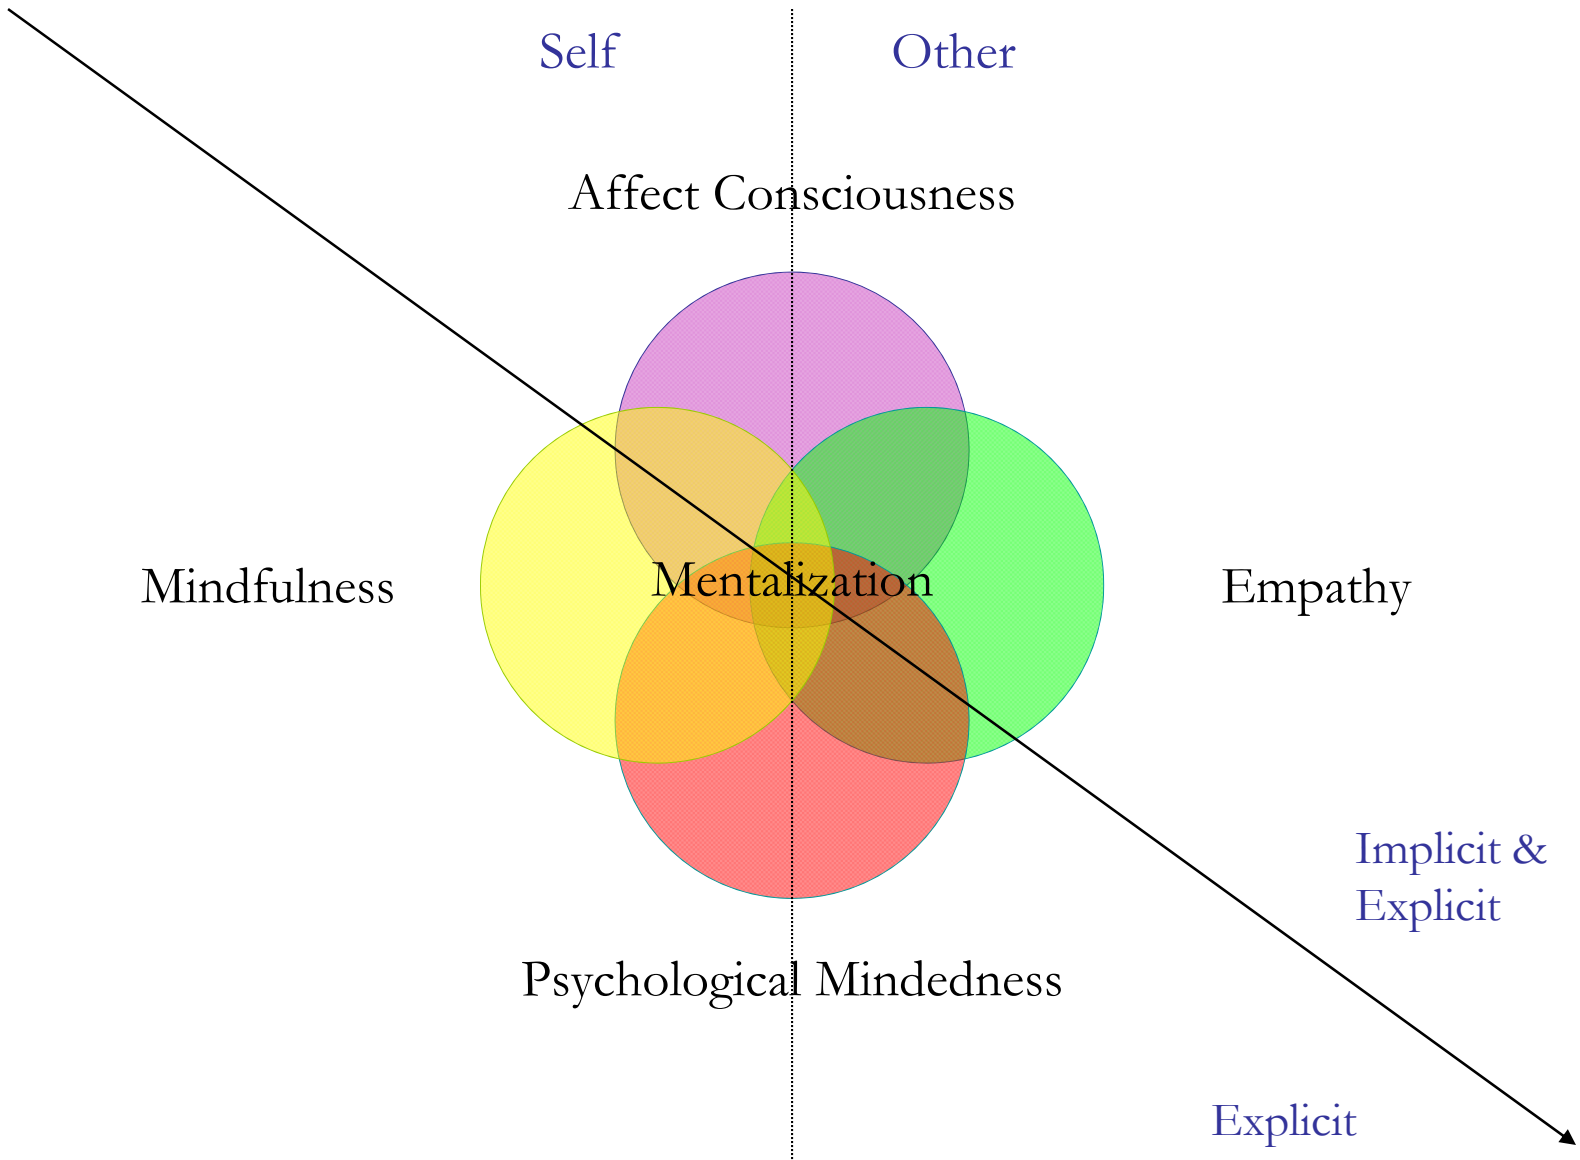 Self
Other
Affect Consciousness
Mindfulness
Mentalization
Empathy
Implicit &
Explicit
Psychological Mindedness
Explicit